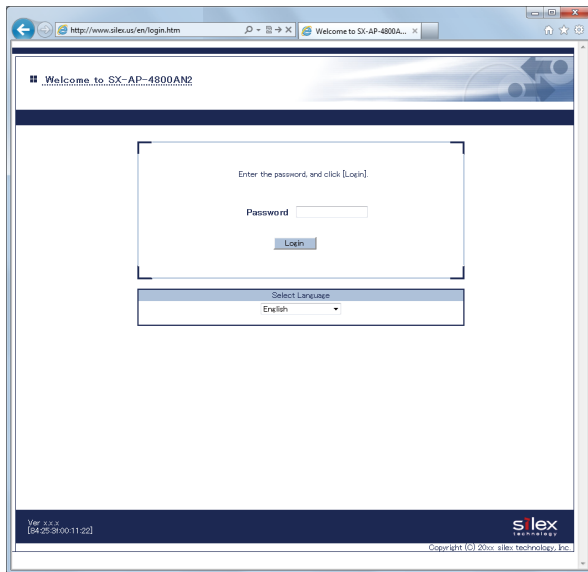 http://www.silex.us/en/login.htm
Welcome to SX-AP-4800A...
Welcome to SX-AP-4800AN2
Enter the password, and click [Login].
Password
Login
Select Language
English
Ver x.x.x
[84:25:3f:00:11:22]
silex
technology
Copyright (C) 20xx silex technology, Inc.